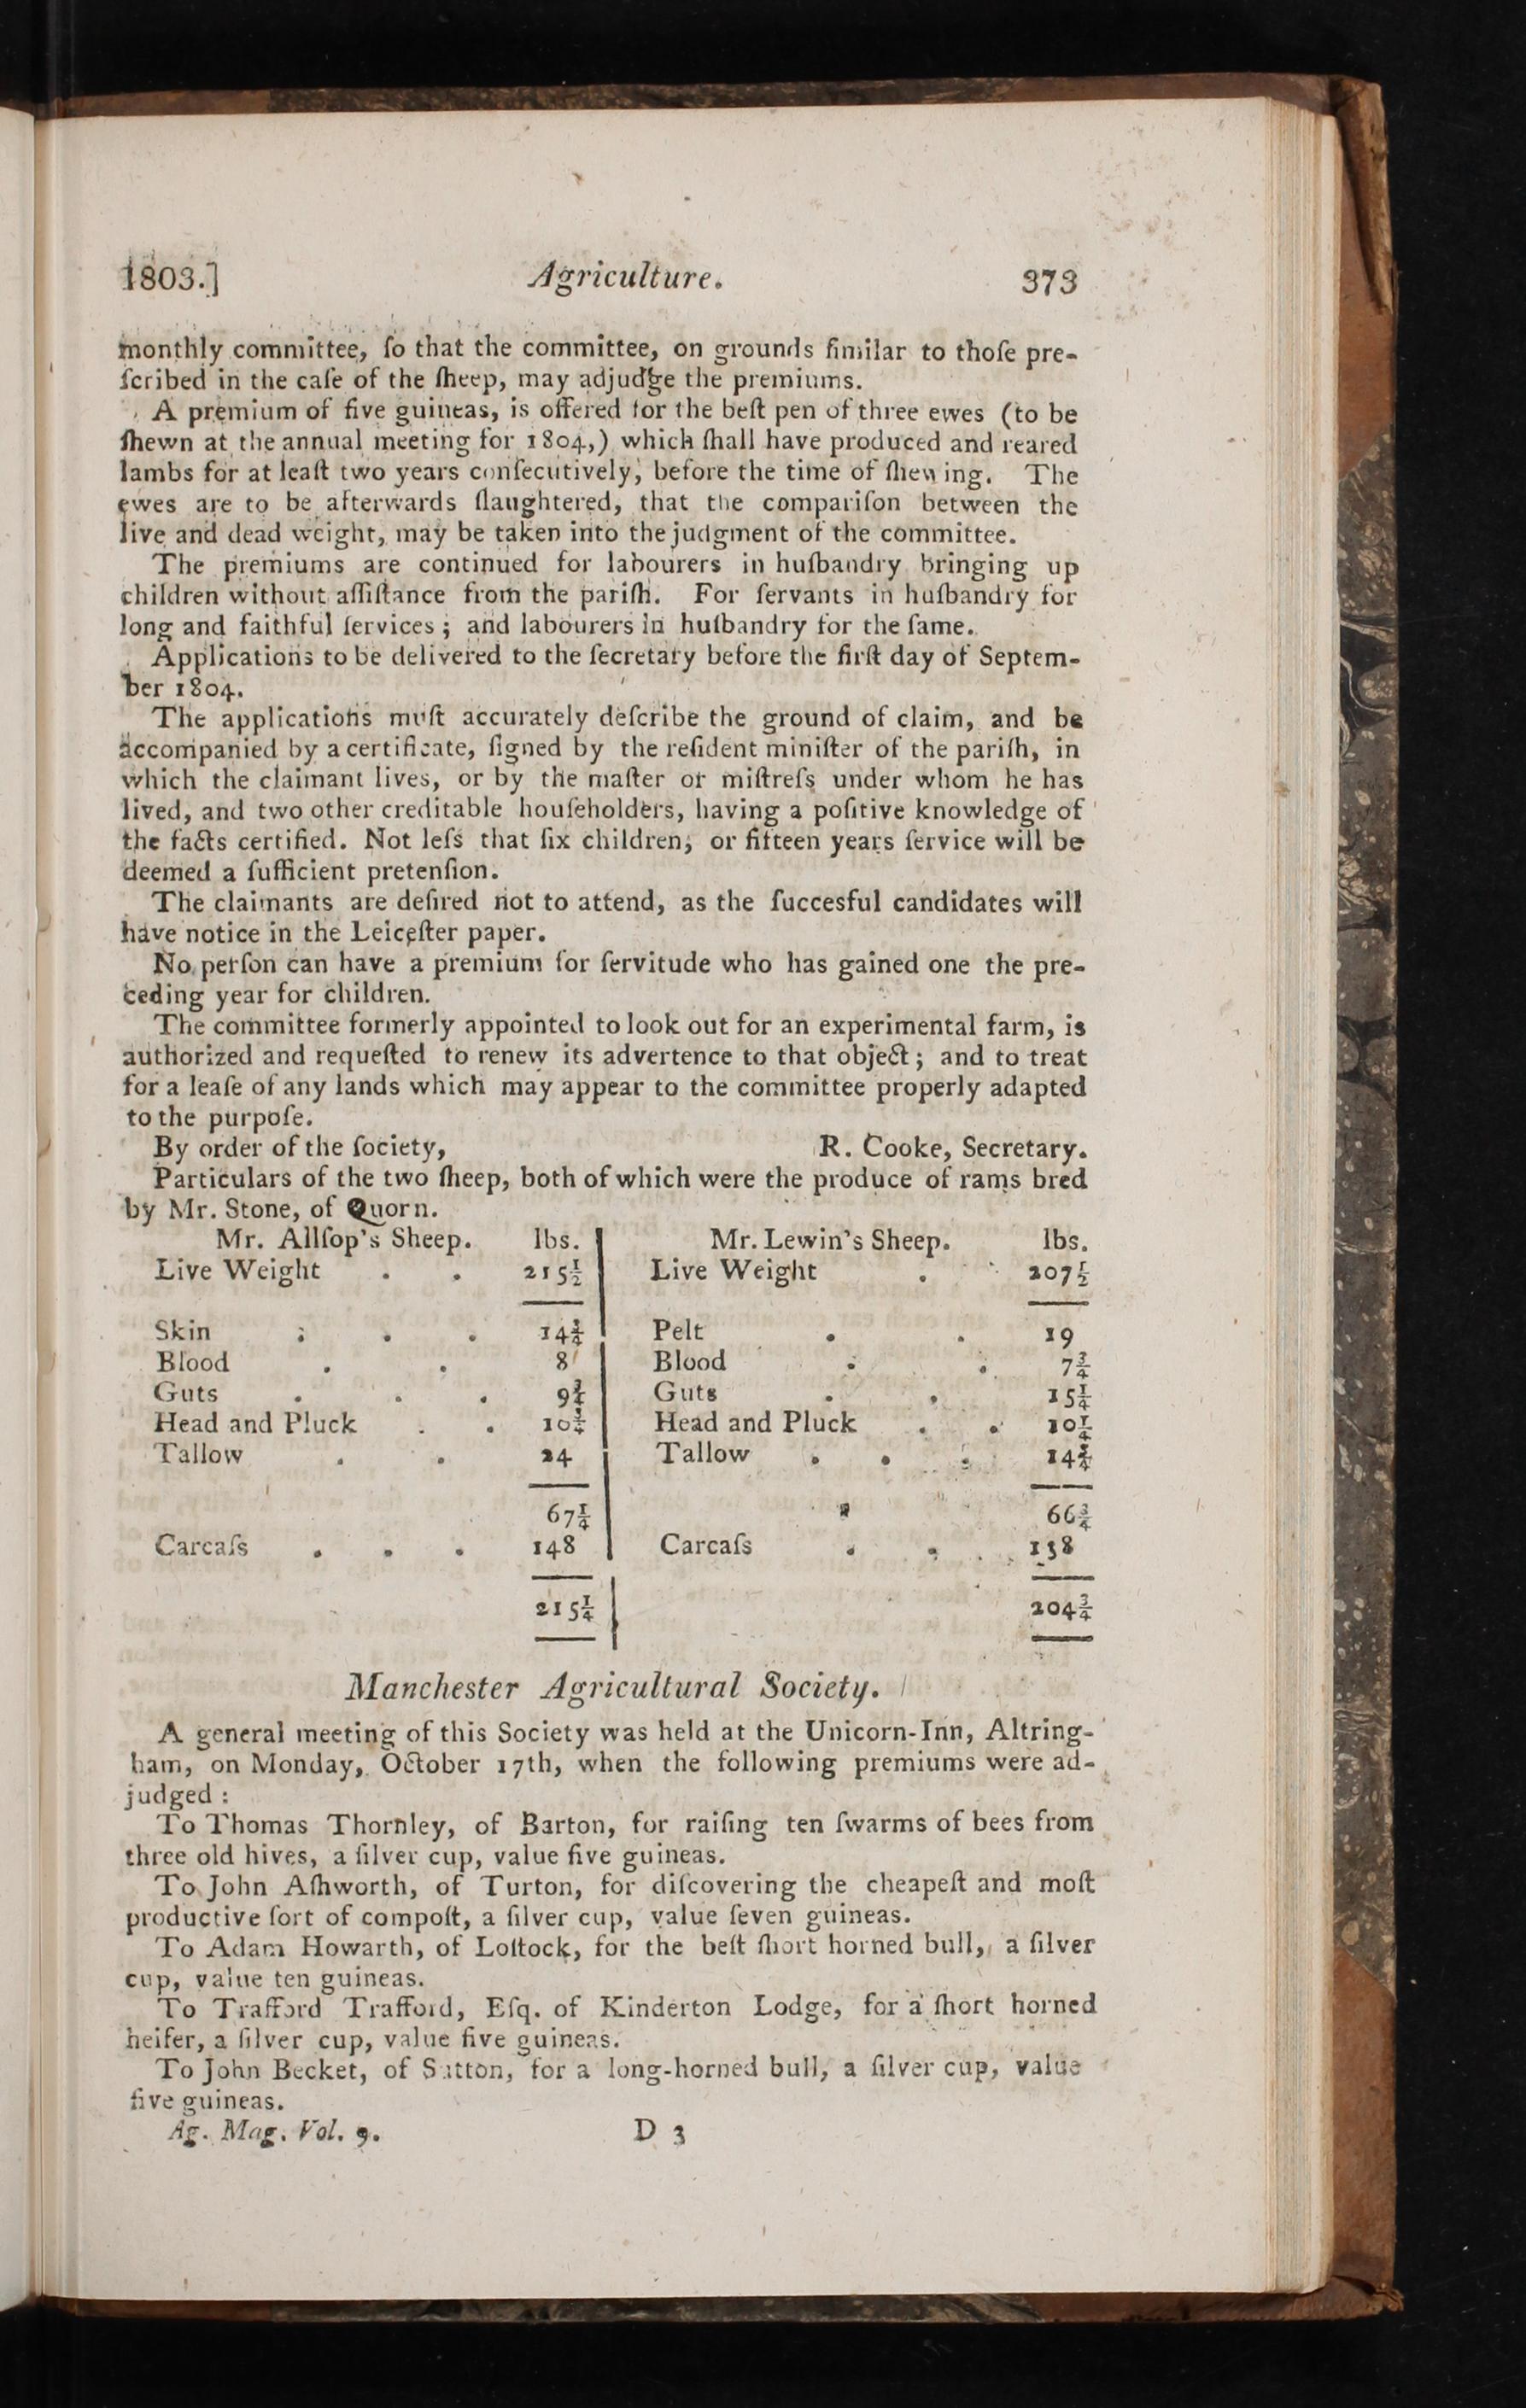 1803.] Agriculture. 373
monthly committee, ſo that the committee, on grounds ſimilar to thoſe pre-
ſcribed in the caſe of the ſheep, may adjudge the premiums.
A premium of five guineas, is offered for the beſt pen of three ewes (to be
ſhewn at the annual meeting for 1804,) which ſhall have produced and reared
lambs for at leaſt two years conſecutively, before the time of ſhewing. The
ewes are to be afterwards ſlaughtered, that the compariſon between the
live and dead weight, may be taken into the judgment of the committee.
The premiums are continued for labourers in huſbandry bringing up
children without aſſiſtance from the pariſh. For ſervants in huſbandry for
long and faithful ſervices; and labourers in huſbandry for the ſame.
Applications to be delivered to the ſecretary before the firſt day of Septem-
ber 1804.
The applications muſt accurately deſcribe the ground of claim, and be
accompanied by a certificate, ſigned by the reſident miniſter of the pariſh, in
which the claimant lives, or by the maſter or miſtreſs under whom he has
lived, and two other creditable houſeholders, having a poſitive knowledge of
the facts certified. Not leſs that ſix children, or fifteen years ſervice will be
deemed a ſufficient pretenſion.
The claimants are deſired not to attend, as the ſuccesful candidates will
have notice in the Leiceſter paper.
No perſon can have a premium for ſervitude who has gained one the pre-
ceding year for children.
The committee formerly appointed to look out for an experimental farm, is
authorized and requeſted to renew its advertence to that object; and to treat
for a leaſe of any lands which may appear to the committee properly adapted
to the purpoſe.
By order of the ſociety, R. Cooke, Secretary.
Particulars of the two ſheep, both of which were the produce of rams bred
by Mr. Stone, of Quorn.
Mr. Allſop's Sheep. lbs. Mr. Lewin's Sheep. lbs.
Live Weight . . 215½ Live Weight . . 207½
Skin . . . 14¾ Pelt . . 19
Blood . . 8 Blood . . 7¾
Guts . . . 9¾ Guts . . 15¼
Head and Pluck . . 10¾ Head and Pluck . . 10¼
Tallow . . 24 Tallow . . . 14¾
67¼ 66¾
Carcaſs . . . 148 Carcaſs . . . 138
215¼ 204¾
Manchester Agricultural Society.
A general meeting of this Society was held at the Unicorn-Inn, Altring-
ham, on Monday, October 17th, when the following premiums were ad-
judged:
To Thomas Thornley, of Barton, for raiſing ten ſwarms of bees from
three old hives, a ſilver cup, value five guineas.
To John Aſhworth, of Turton, for diſcovering the cheapeſt and moſt
productive ſort of compoſt, a ſilver cup, value ſeven guineas.
To Adam Howarth, of Loſtock, for the beſt ſhort horned bull, a ſilver
cup, value ten guineas.
To Trafford Trafford, Eſq. of Kinderton Lodge, for a ſhort horned
heifer, a ſilver cup, value five guineas.
To John Becket, of Sutton, for a long-horned bull, a ſilver cup, value
five guineas.
Ag. Mag. Vol. 9. D 3